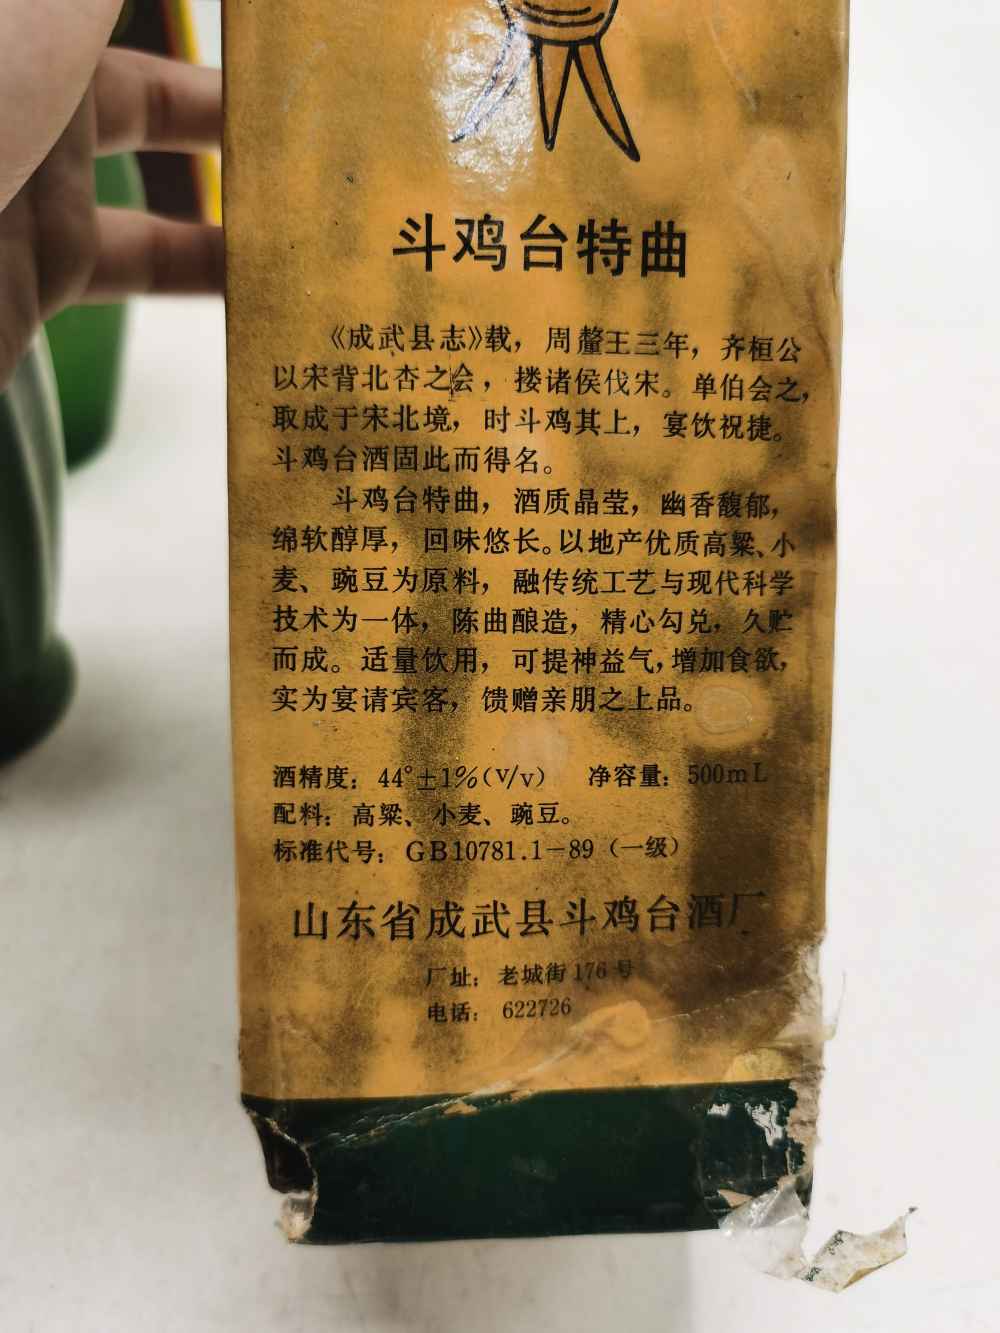 斗鸡台特曲
《成武县志》载，周釐王三年，齐桓公
以宋背北杏之会，搂诸侯伐宋。单伯会之，
取成于宋北境，时斗鸡其上，宴饮祝捷。
斗鸡台酒固此而得名。
斗鸡台特曲，酒质晶莹，幽香馥郁，
绵软醇厚，回味悠长。以地产优质高粱、小
麦、豌豆为原料，融传统工艺与现代科学
技术为一体，陈曲酿造，精心勾兑，久贮
而成。适量饮用，可提神益气，增加食欲，
实为宴请宾客，馈赠亲朋之上品。
酒精度：44°±1%(v/v) 净容量：500mL
配料：高粱、小麦、豌豆。
标准代号：GB10781.1-89（一级）
山东省成武县斗鸡台酒厂
厂址：老城街176号
电话：622726